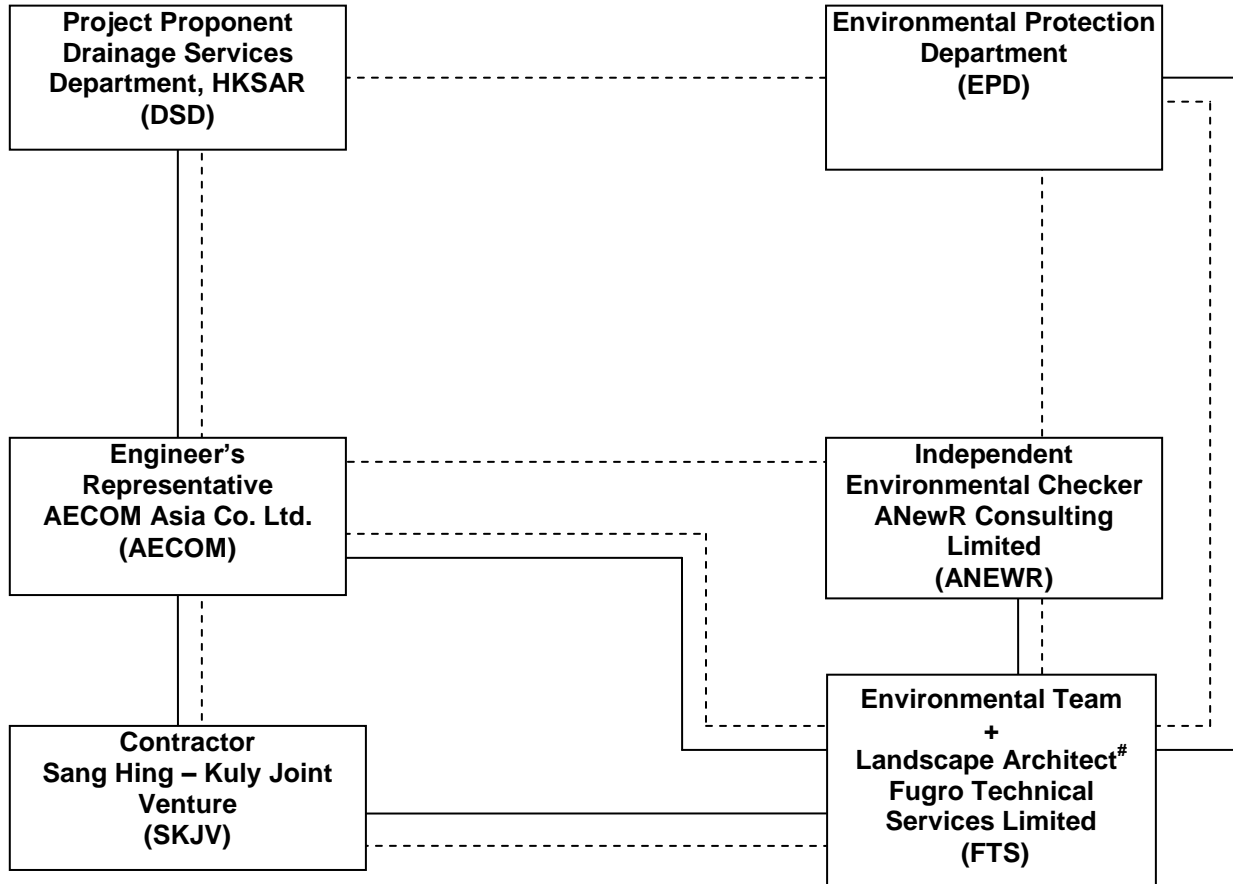 Project Proponent
Drainage Services
Department, HKSAR
(DSD)
Environmental Protection
Department
(EPD)
Engineer’s
Representative
AECOM Asia Co. Ltd.
(AECOM)
Independent
Environmental Checker
ANewR Consulting
Limited
(ANEWR)
Contractor
Sang Hing – Kuly Joint
Venture
(SKJV)
Environmental Team
+
Landscape Architect#
Fugro Technical
Services Limited
(FTS)